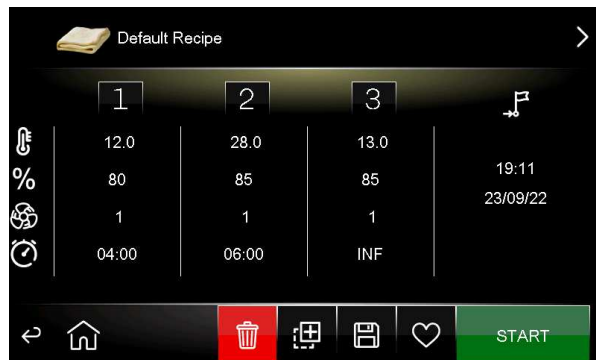 Default Recipe
1 2 3
12.0 28.0 13.0
% 80 85 85
19:11
23/09/22
1 1 1
04:00 06:00 INF
START